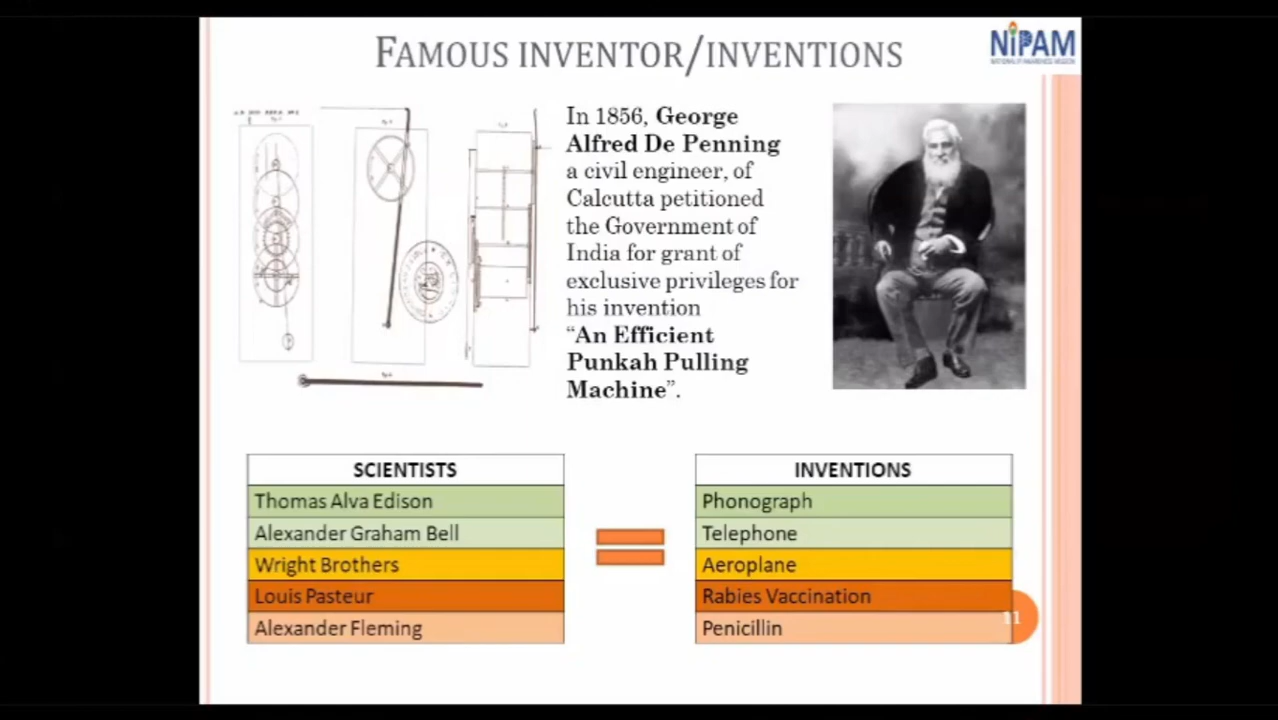 FAMOUS INVENTOR/INVENTIONS
NIPAM
In 1856, George
Alfred De Penning
a civil engineer, of
Calcutta petitioned
the Government of
India for grant of
exclusive privileges for
his invention
“An Efficient
Punkah Pulling
Machine”.
SCIENTISTS
Thomas Alva Edison
Alexander Graham Bell
Wright Brothers
Louis Pasteur
Alexander Fleming
INVENTIONS
Phonograph
Telephone
Aeroplane
Rabies Vaccination
Penicillin
11